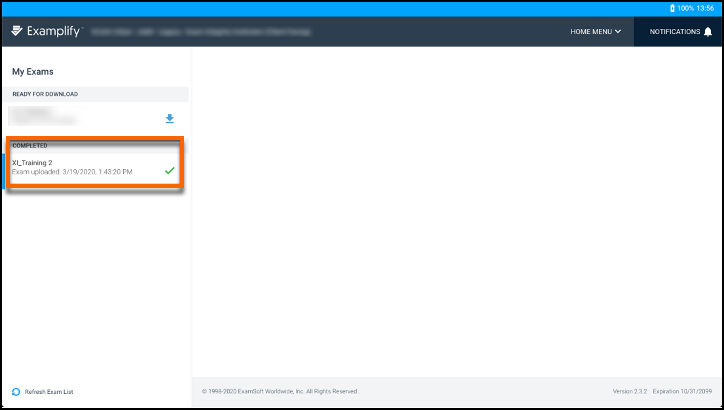 100% 13:56
Examplify
HOME MENU
NOTIFICATIONS
My Exams
READY FOR DOWNLOAD
COMPLETED
XI_Training 2
Exam uploaded: 3/19/2020, 1:43:20 PM
Refresh Exam List
© 1998-2020 ExamSoft Worldwide, Inc. All Rights Reserved
Version 2.3.2 Expiration 10/31/2099